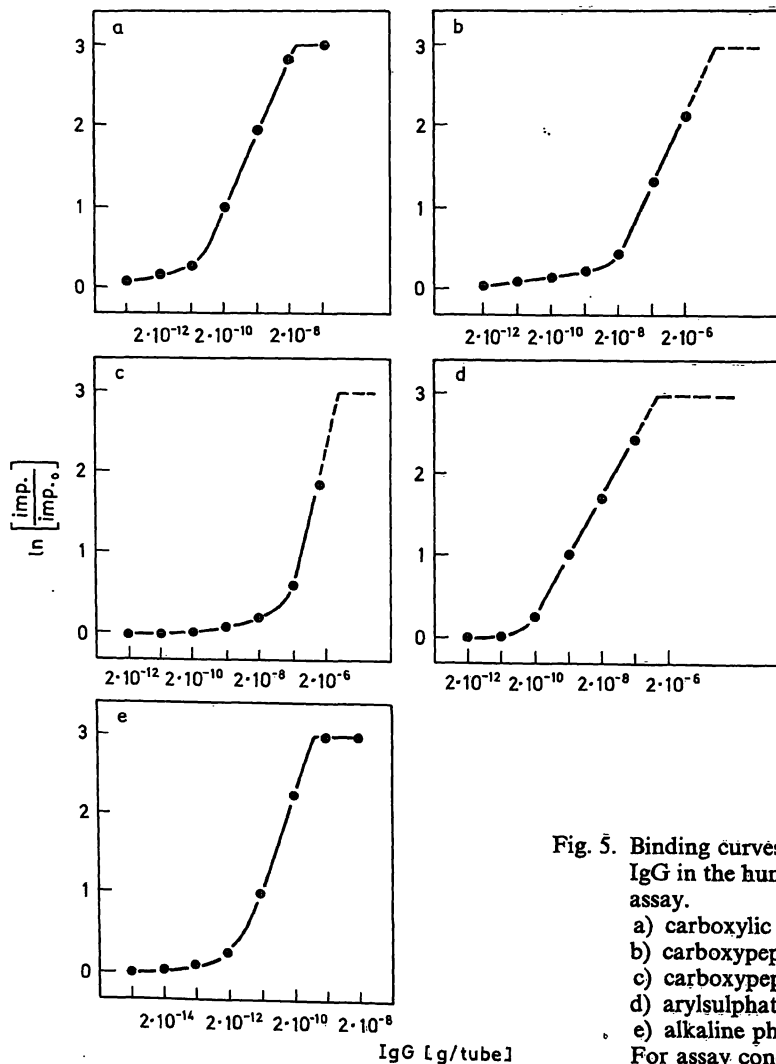 a
3
2
1
0
2·10⁻¹² 2·10⁻¹⁰ 2·10⁻⁸
b
3
2
1
0
2·10⁻¹² 2·10⁻¹⁰ 2·10⁻⁸ 2·10⁻⁶
c
3
2
1
0
2·10⁻¹² 2·10⁻¹⁰ 2·10⁻⁸ 2·10⁻⁶
d
3
2
1
0
2·10⁻¹² 2·10⁻¹⁰ 2·10⁻⁸ 2·10⁻⁶
ln [imp./imp.₀]
e
3
2
1
0
2·10⁻¹⁴ 2·10⁻¹² 2·10⁻¹⁰ 2·10⁻⁸
IgG [g/tube]
Fig. 5. Binding curves
IgG in the hum
assay.
a) carboxylic
b) carboxypep
c) carboxypep
d) arylsulphat
e) alkaline ph
For assay con